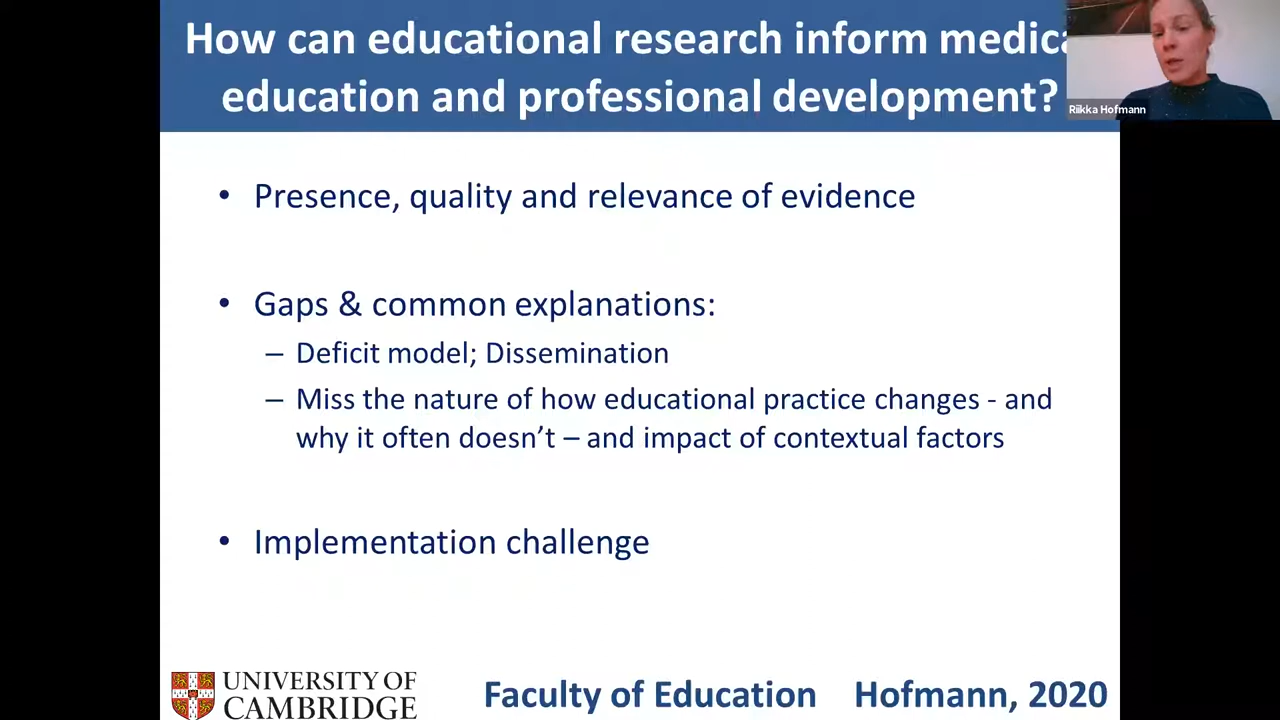 How can educational research inform medica
education and professional development?
Riikka Hofmann
• Presence, quality and relevance of evidence
• Gaps & common explanations:
– Deficit model; Dissemination
– Miss the nature of how educational practice changes - and
why it often doesn't – and impact of contextual factors
• Implementation challenge
UNIVERSITY OF
CAMBRIDGE
Faculty of Education Hofmann, 2020